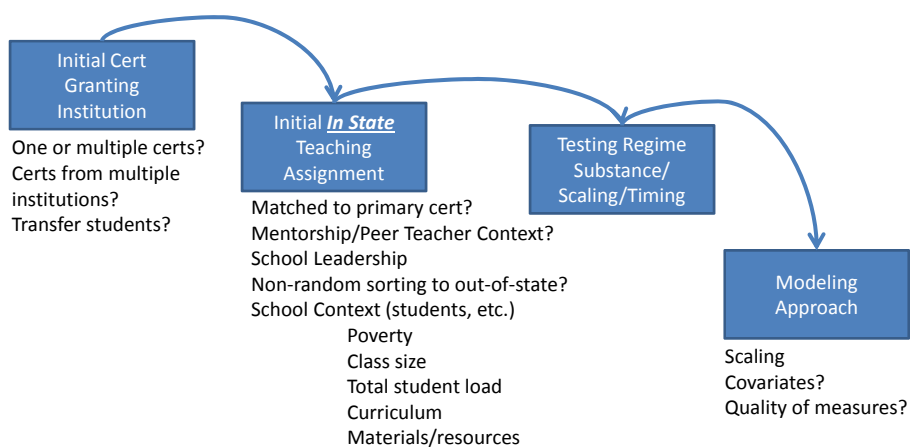 Initial Cert
Granting
Institution
One or multiple certs?
Certs from multiple
institutions?
Transfer students?
Initial In State
Teaching
Assignment
Matched to primary cert?
Mentorship/Peer Teacher Context?
School Leadership
Non-random sorting to out-of-state?
School Context (students, etc.)
Poverty
Class size
Total student load
Curriculum
Materials/resources
Testing Regime
Substance/
Scaling/Timing
Modeling
Approach
Scaling
Covariates?
Quality of measures?